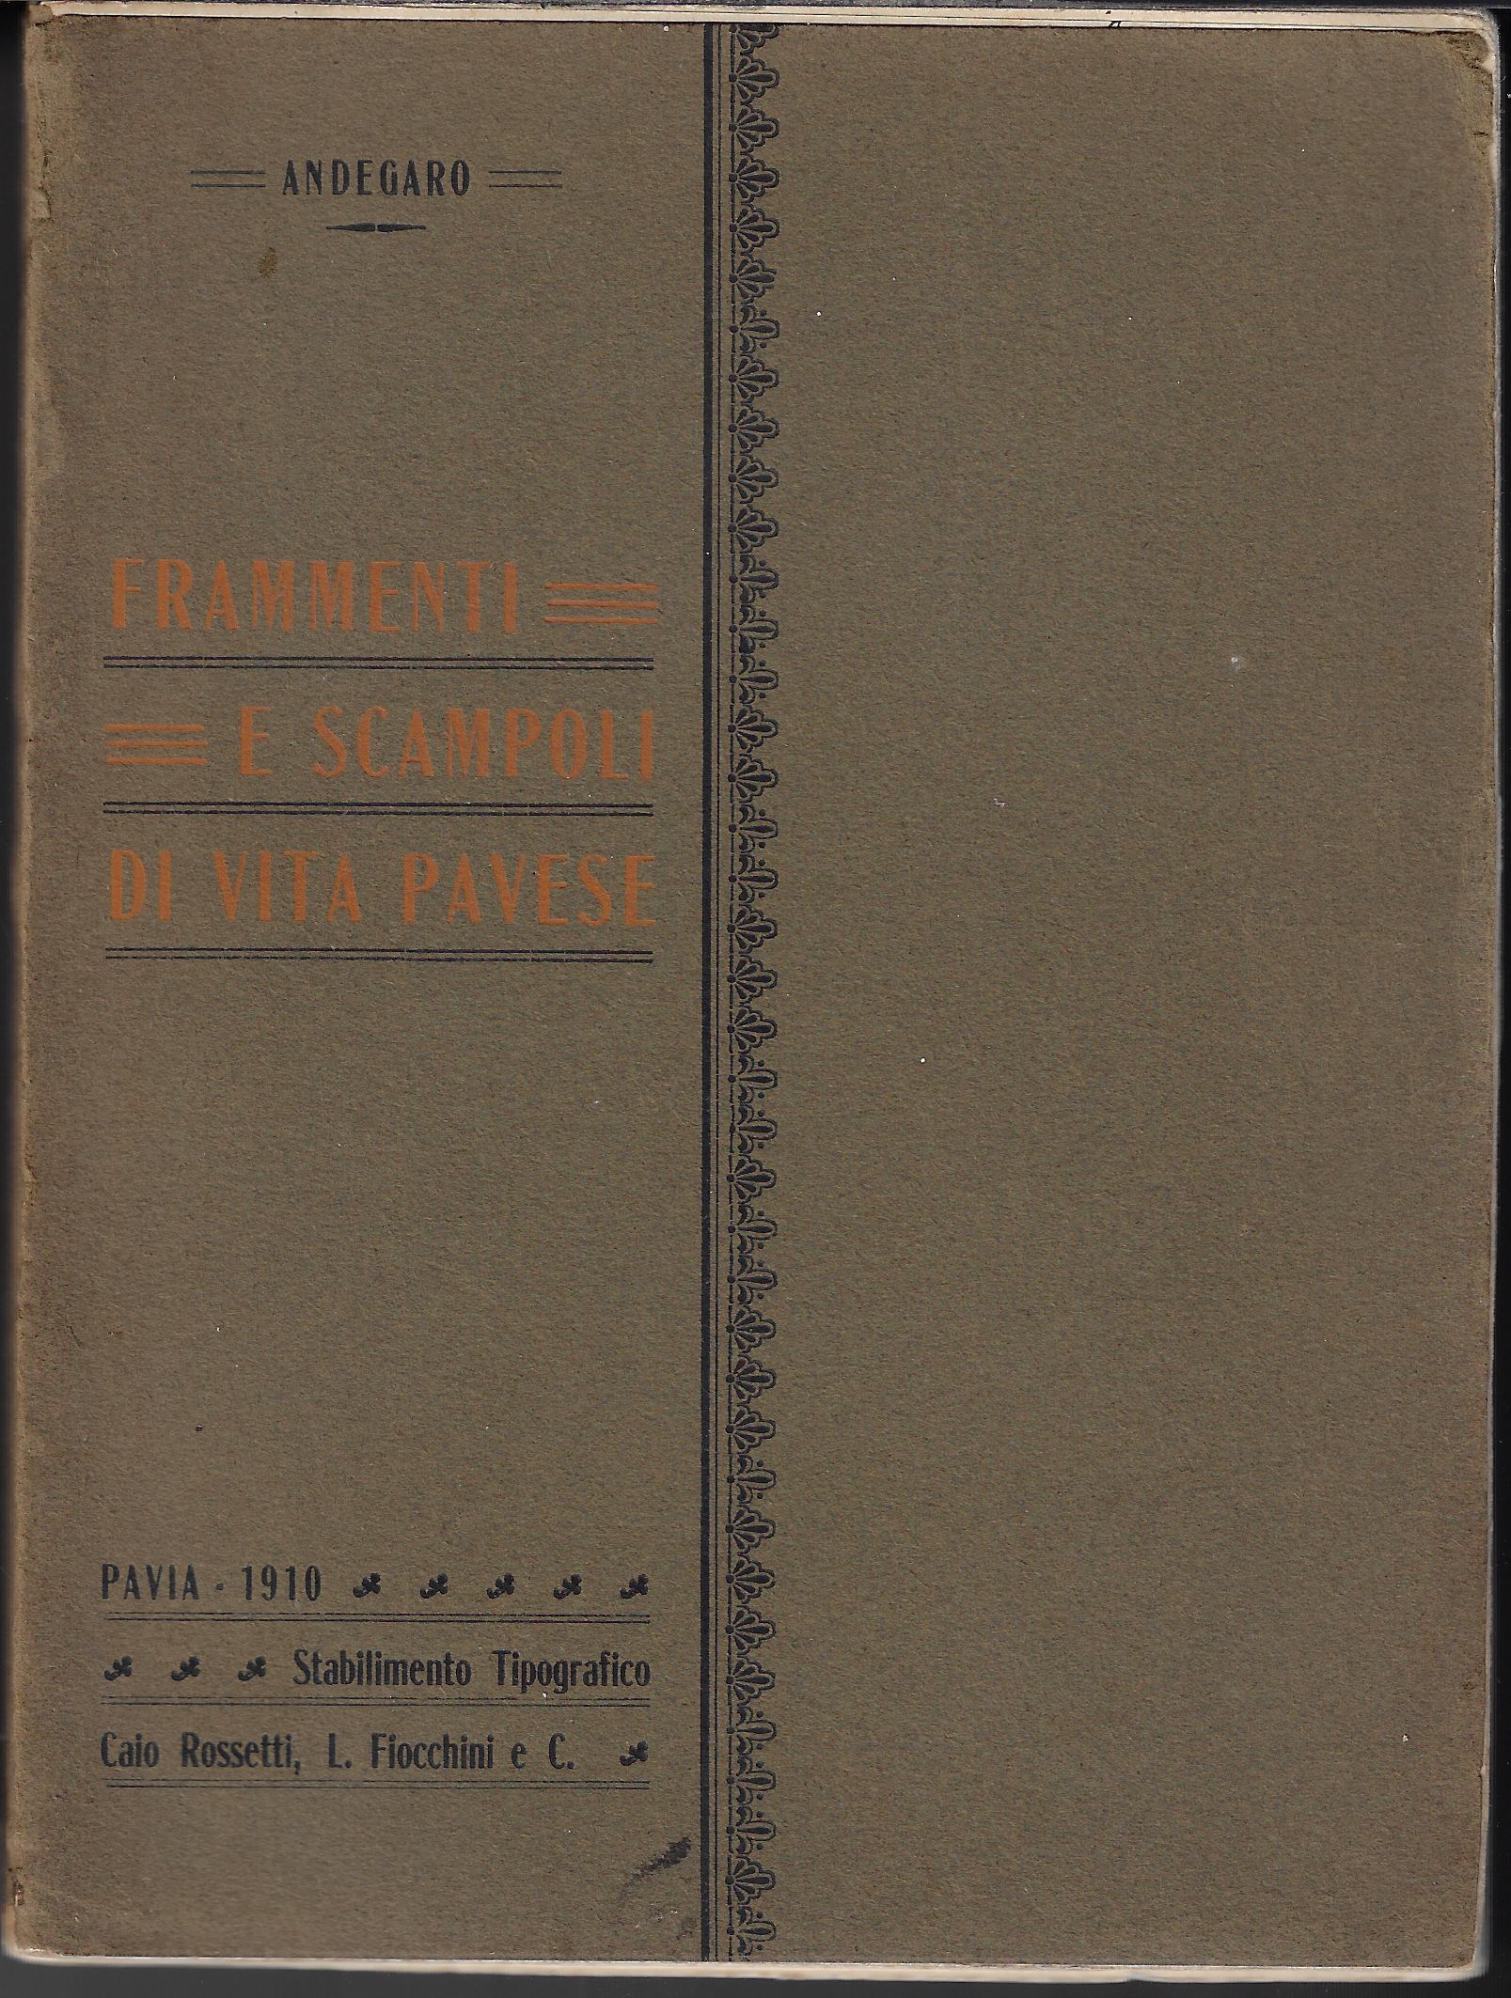 ANDEGARO
FRAMMENTI
E SCAMPOLI
DI VITA PAVESE
PAVIA - 1910
Stabilimento Tipografico
Caio Rossetti, L. Fiocchini e C.